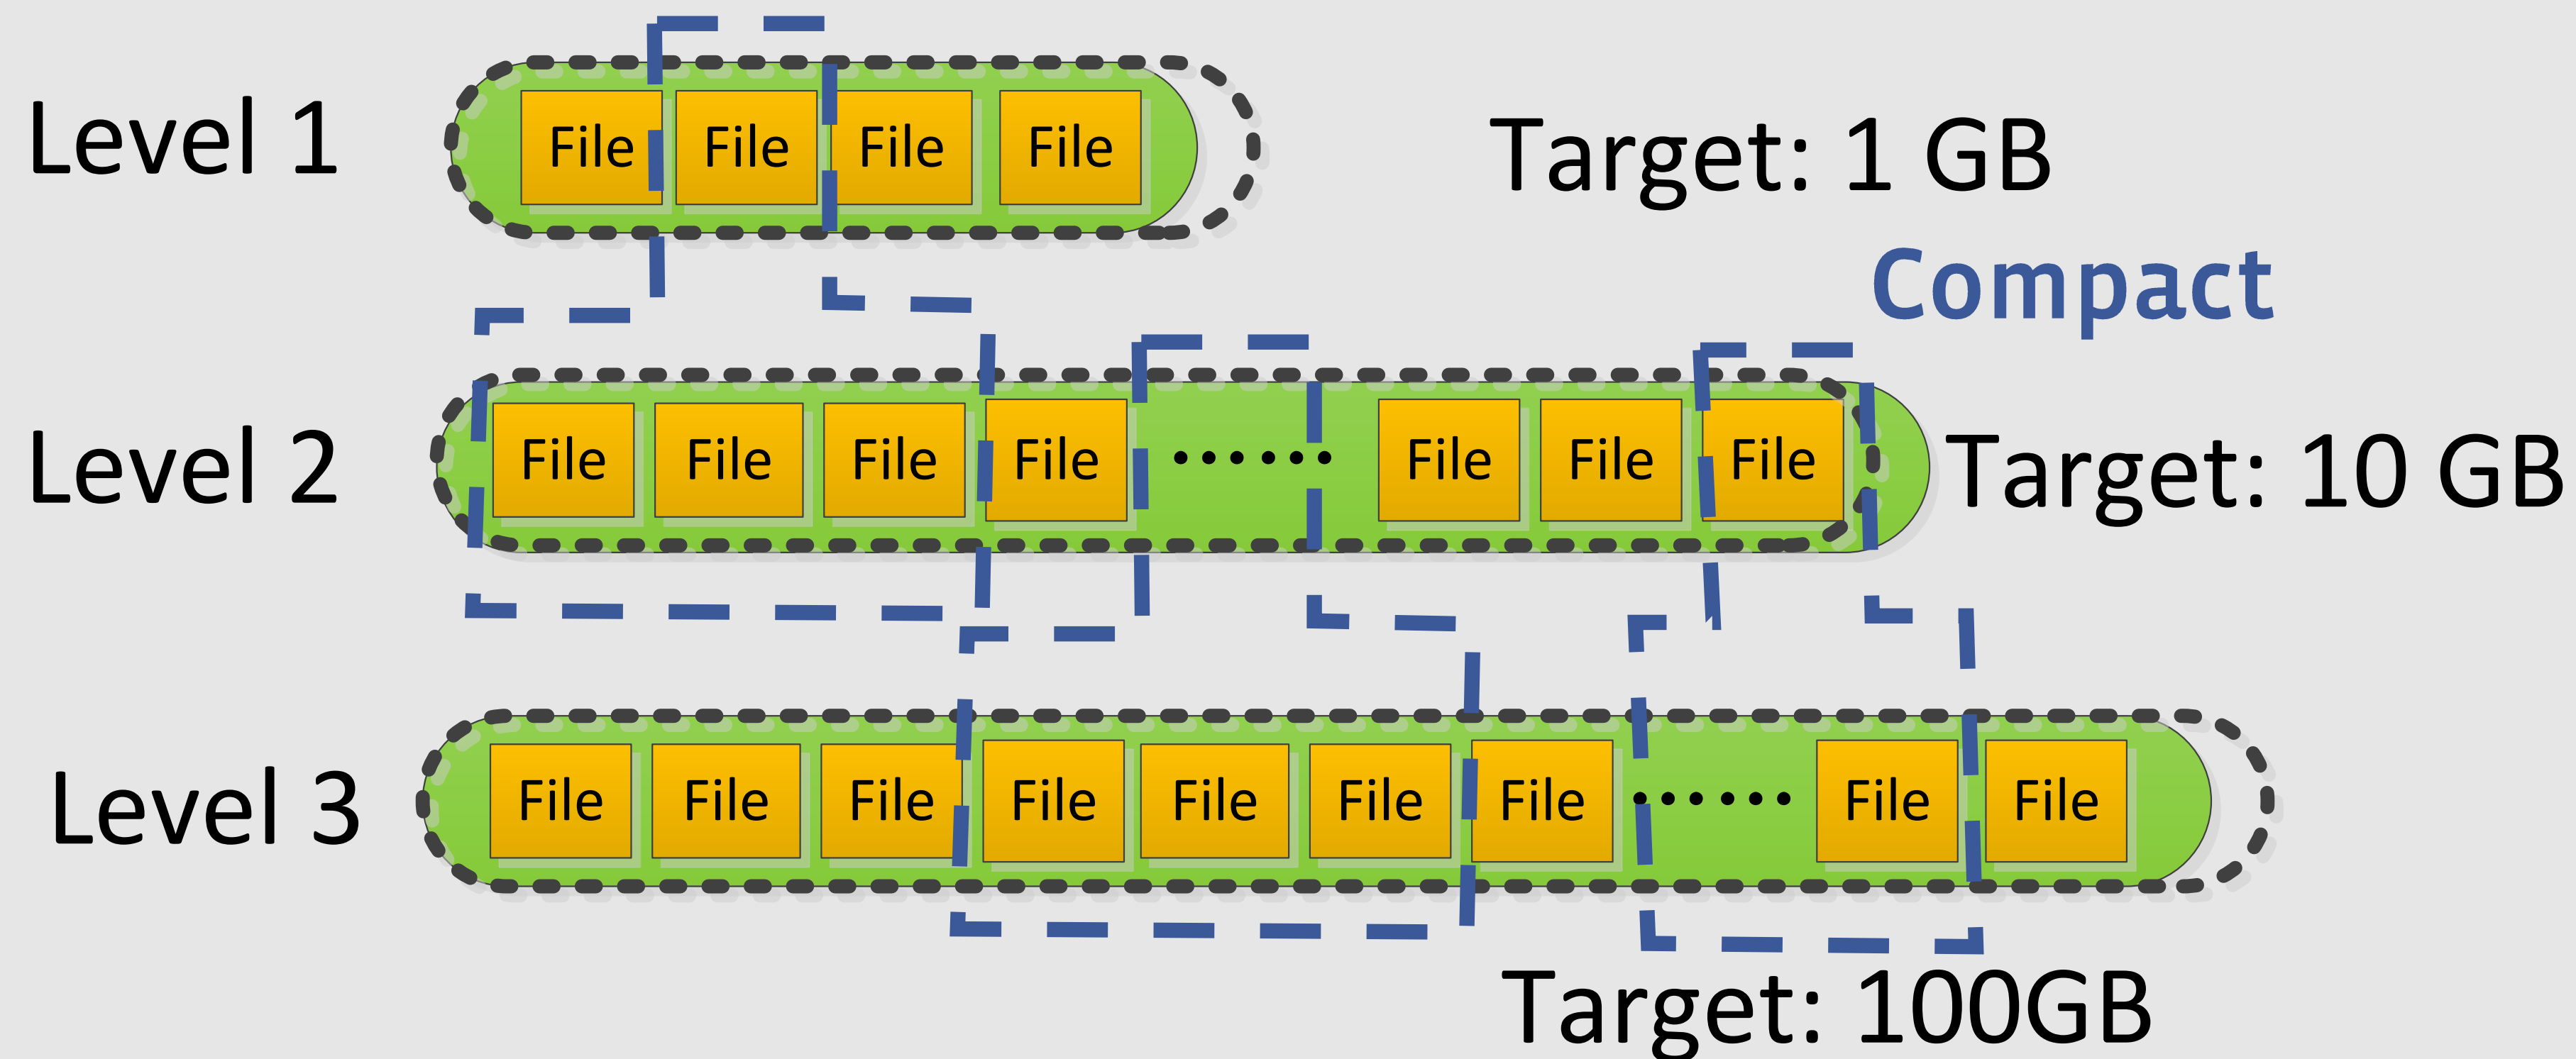 Level 1
File File File File
Target: 1 GB
Compact
Level 2
File File File File ...... File File File
Target: 10 GB
Level 3
File File File File File File File ...... File File
Target: 100GB